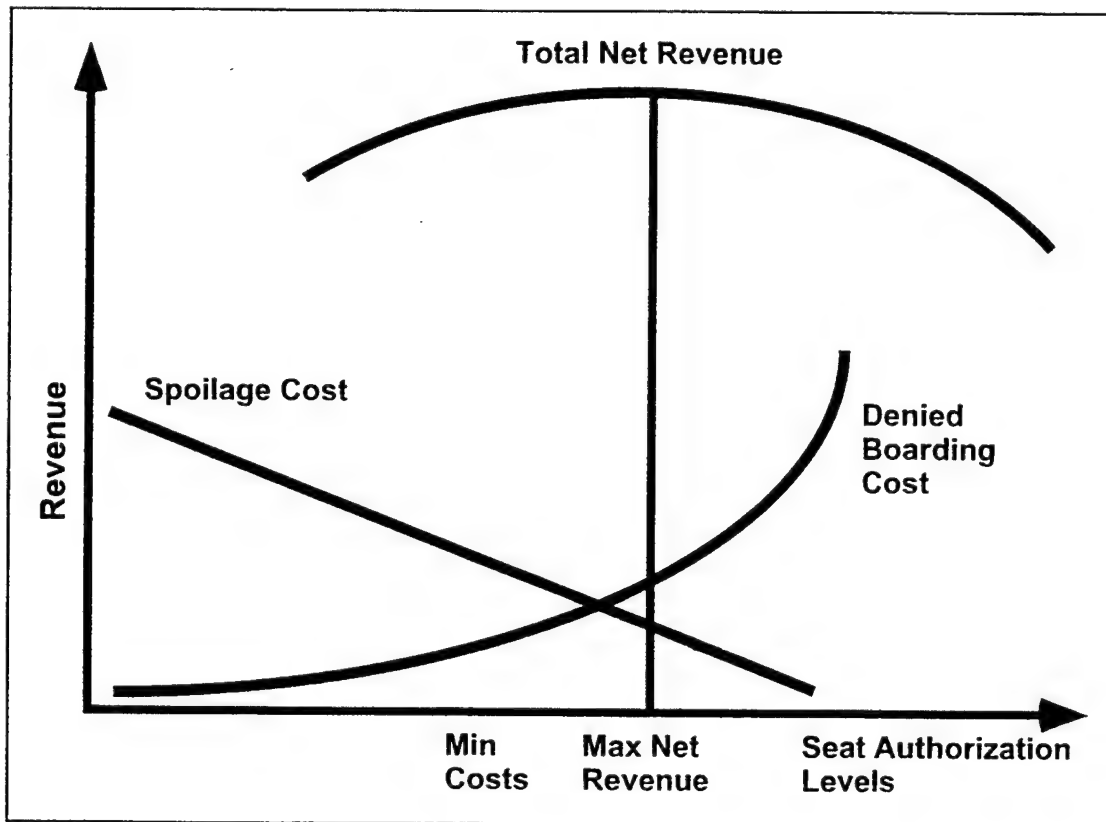 Total Net Revenue
Spoilage Cost
Denied
Boarding
Cost
Revenue
Min
Costs
Max Net
Revenue
Seat Authorization
Levels